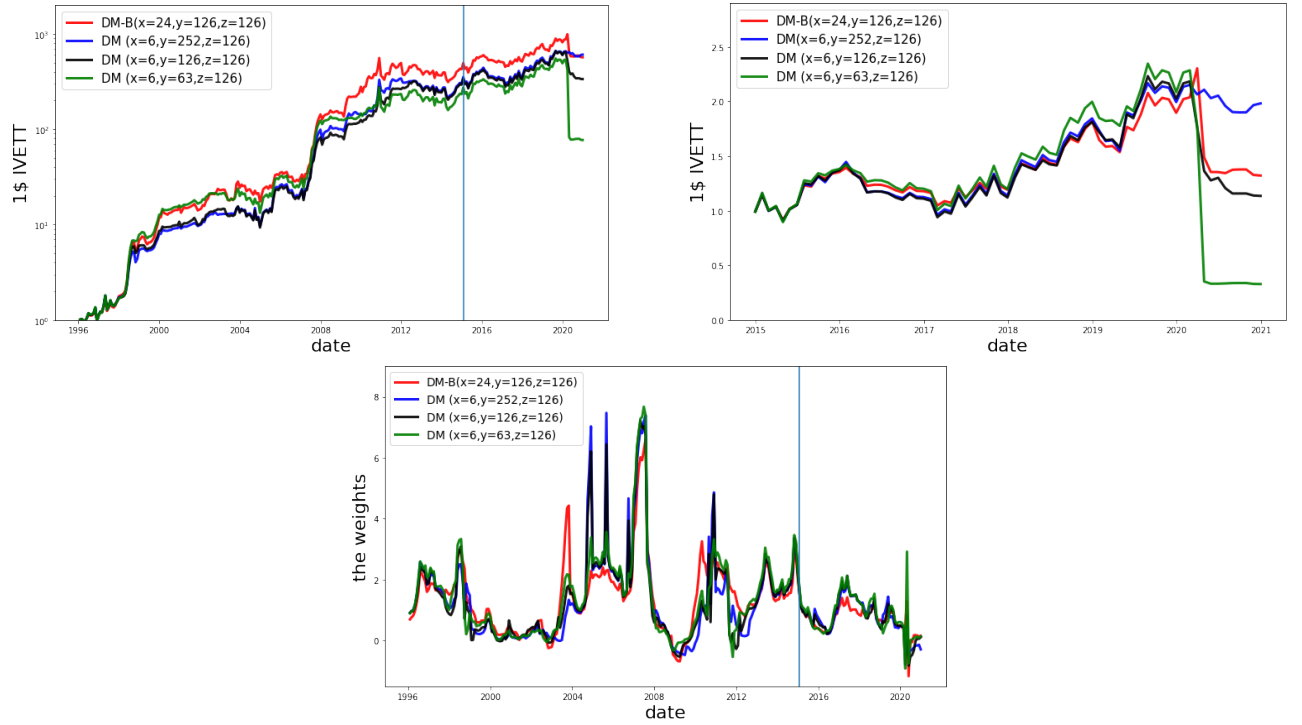 DM-B(x=24,y=126,z=126)
DM (x=6,y=252,z=126)
DM (x=6,y=126,z=126)
DM (x=6,y=63,z=126)
10³
10²
10¹
10⁰
1$ IVETT
1996 2000 2004 2008 2012 2016 2020
date
DM-B(x=24,y=126,z=126)
DM(x=6,y=252,z=126)
DM (x=6,y=126,z=126)
DM (x=6,y=63,z=126)
2.5
2.0
1.5
1.0
0.5
0.0
1$ IVETT
2015 2016 2017 2018 2019 2020 2021
date
DM-B(x=24,y=126,z=126)
DM (x=6,y=252,z=126)
DM (x=6,y=126,z=126)
DM (x=6,y=63,z=126)
8
6
4
2
0
the weights
1996 2000 2004 2008 2012 2016 2020
date